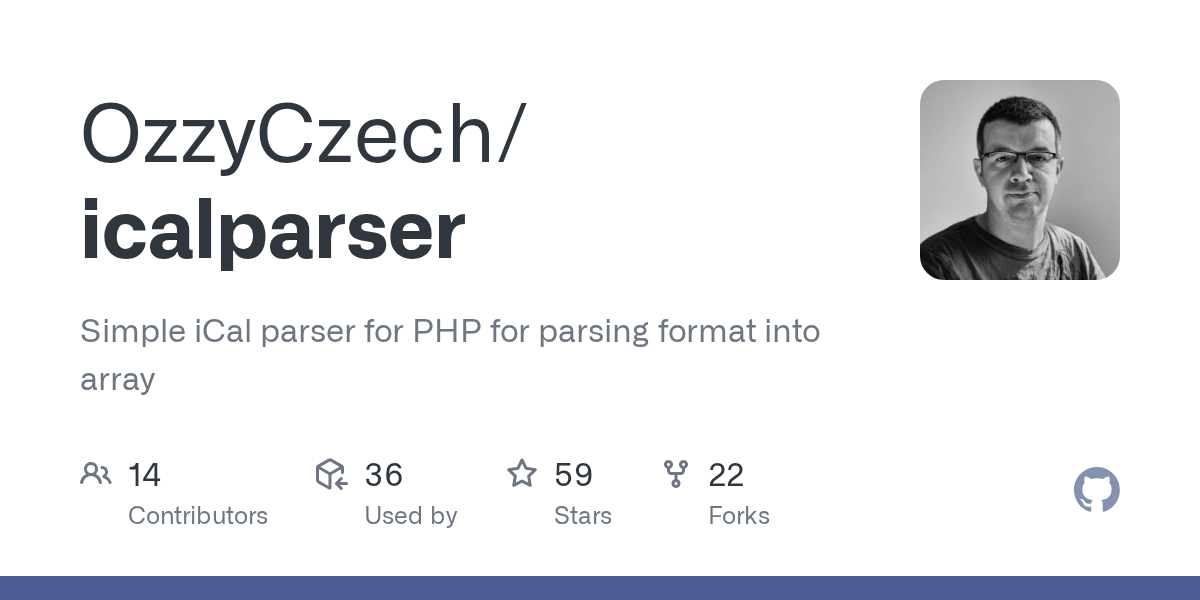 OzzyCzech/
icalparser
Simple iCal parser for PHP for parsing format into
array
14
Contributors
36
Used by
59
Stars
22
Forks